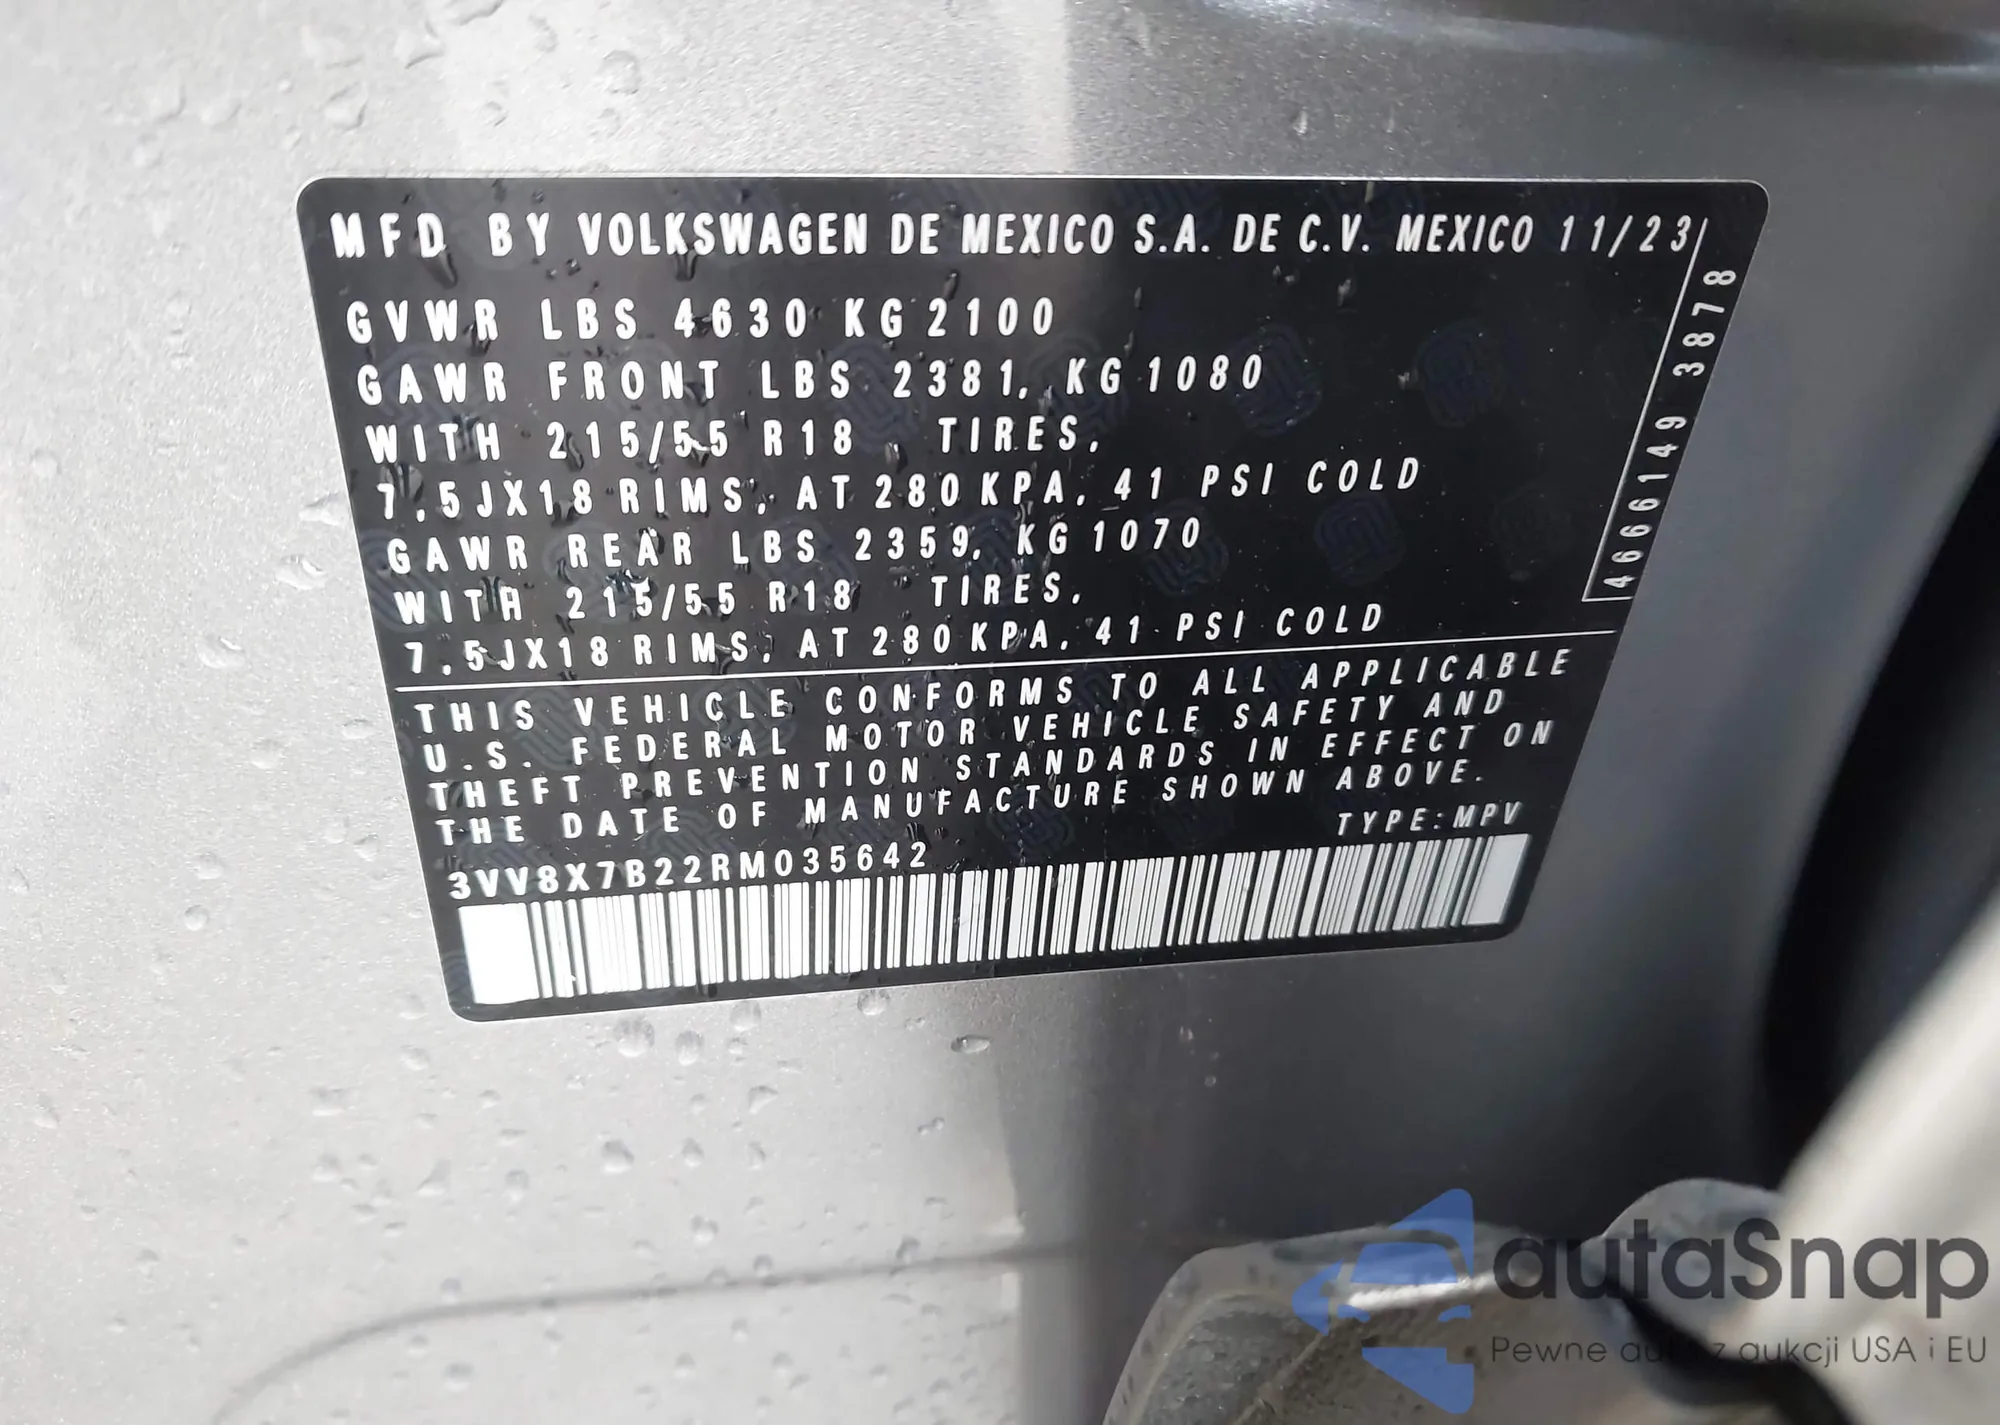 MFD BY VOLKSWAGEN DE MEXICO S.A. DE C.V. MEXICO 11/23
GVWR LBS 4630 KG 2100
GAWR FRONT LBS 2381, KG 1080
WITH 215/55 R18 , TIRES,
7,5JX18 RIMS, AT 280 KPA, 41 PSI COLD
GAWR REAR LBS 2359, KG 1070
WITH 215/55 R18 TIRES,
7,5JX18 RIMS, AT 280 KPA, 41 PSI COLD
4666149 3878
THIS VEHICLE CONFORMS TO ALL APPLICABLE
U.S. FEDERAL MOTOR VEHICLE SAFETY AND
THEFT PREVENTION STANDARDS IN EFFECT ON
THE DATE OF MANUFACTURE SHOWN ABOVE.
TYPE:MPV
3VV8X7B22RM035642
autaSnap
Pewne auta z aukcji USA i EU